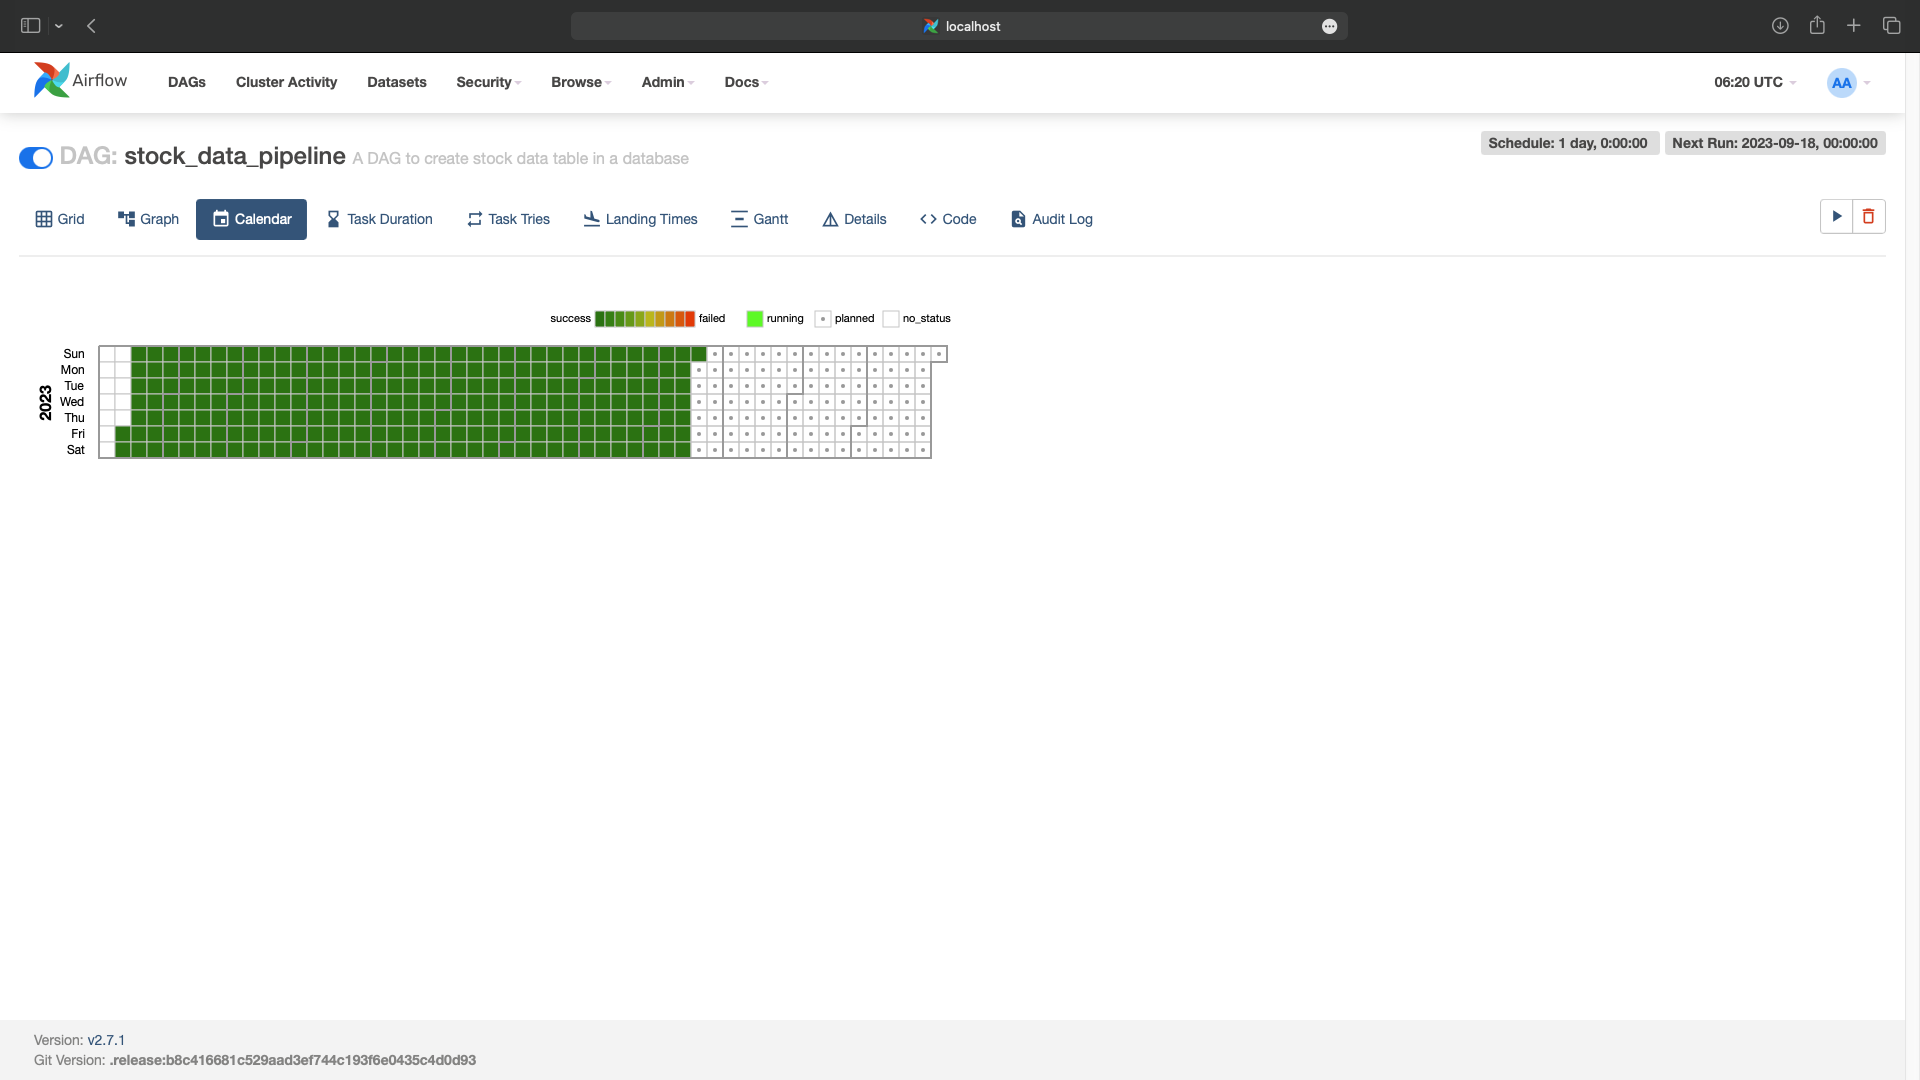 localhost
Airflow DAGs Cluster Activity Datasets Security Browse Admin Docs 06:20 UTC AA
DAG: stock_data_pipeline A DAG to create stock data table in a database
Schedule: 1 day, 0:00:00 Next Run: 2023-09-18, 00:00:00
Grid Graph Calendar Task Duration Task Tries Landing Times Gantt Details Code Audit Log
success failed running planned no_status
2023
Sun
Mon
Tue
Wed
Thu
Fri
Sat
Version: v2.7.1
Git Version: .release:b8c416681c529aad3ef744c193f6e0435c4d0d93